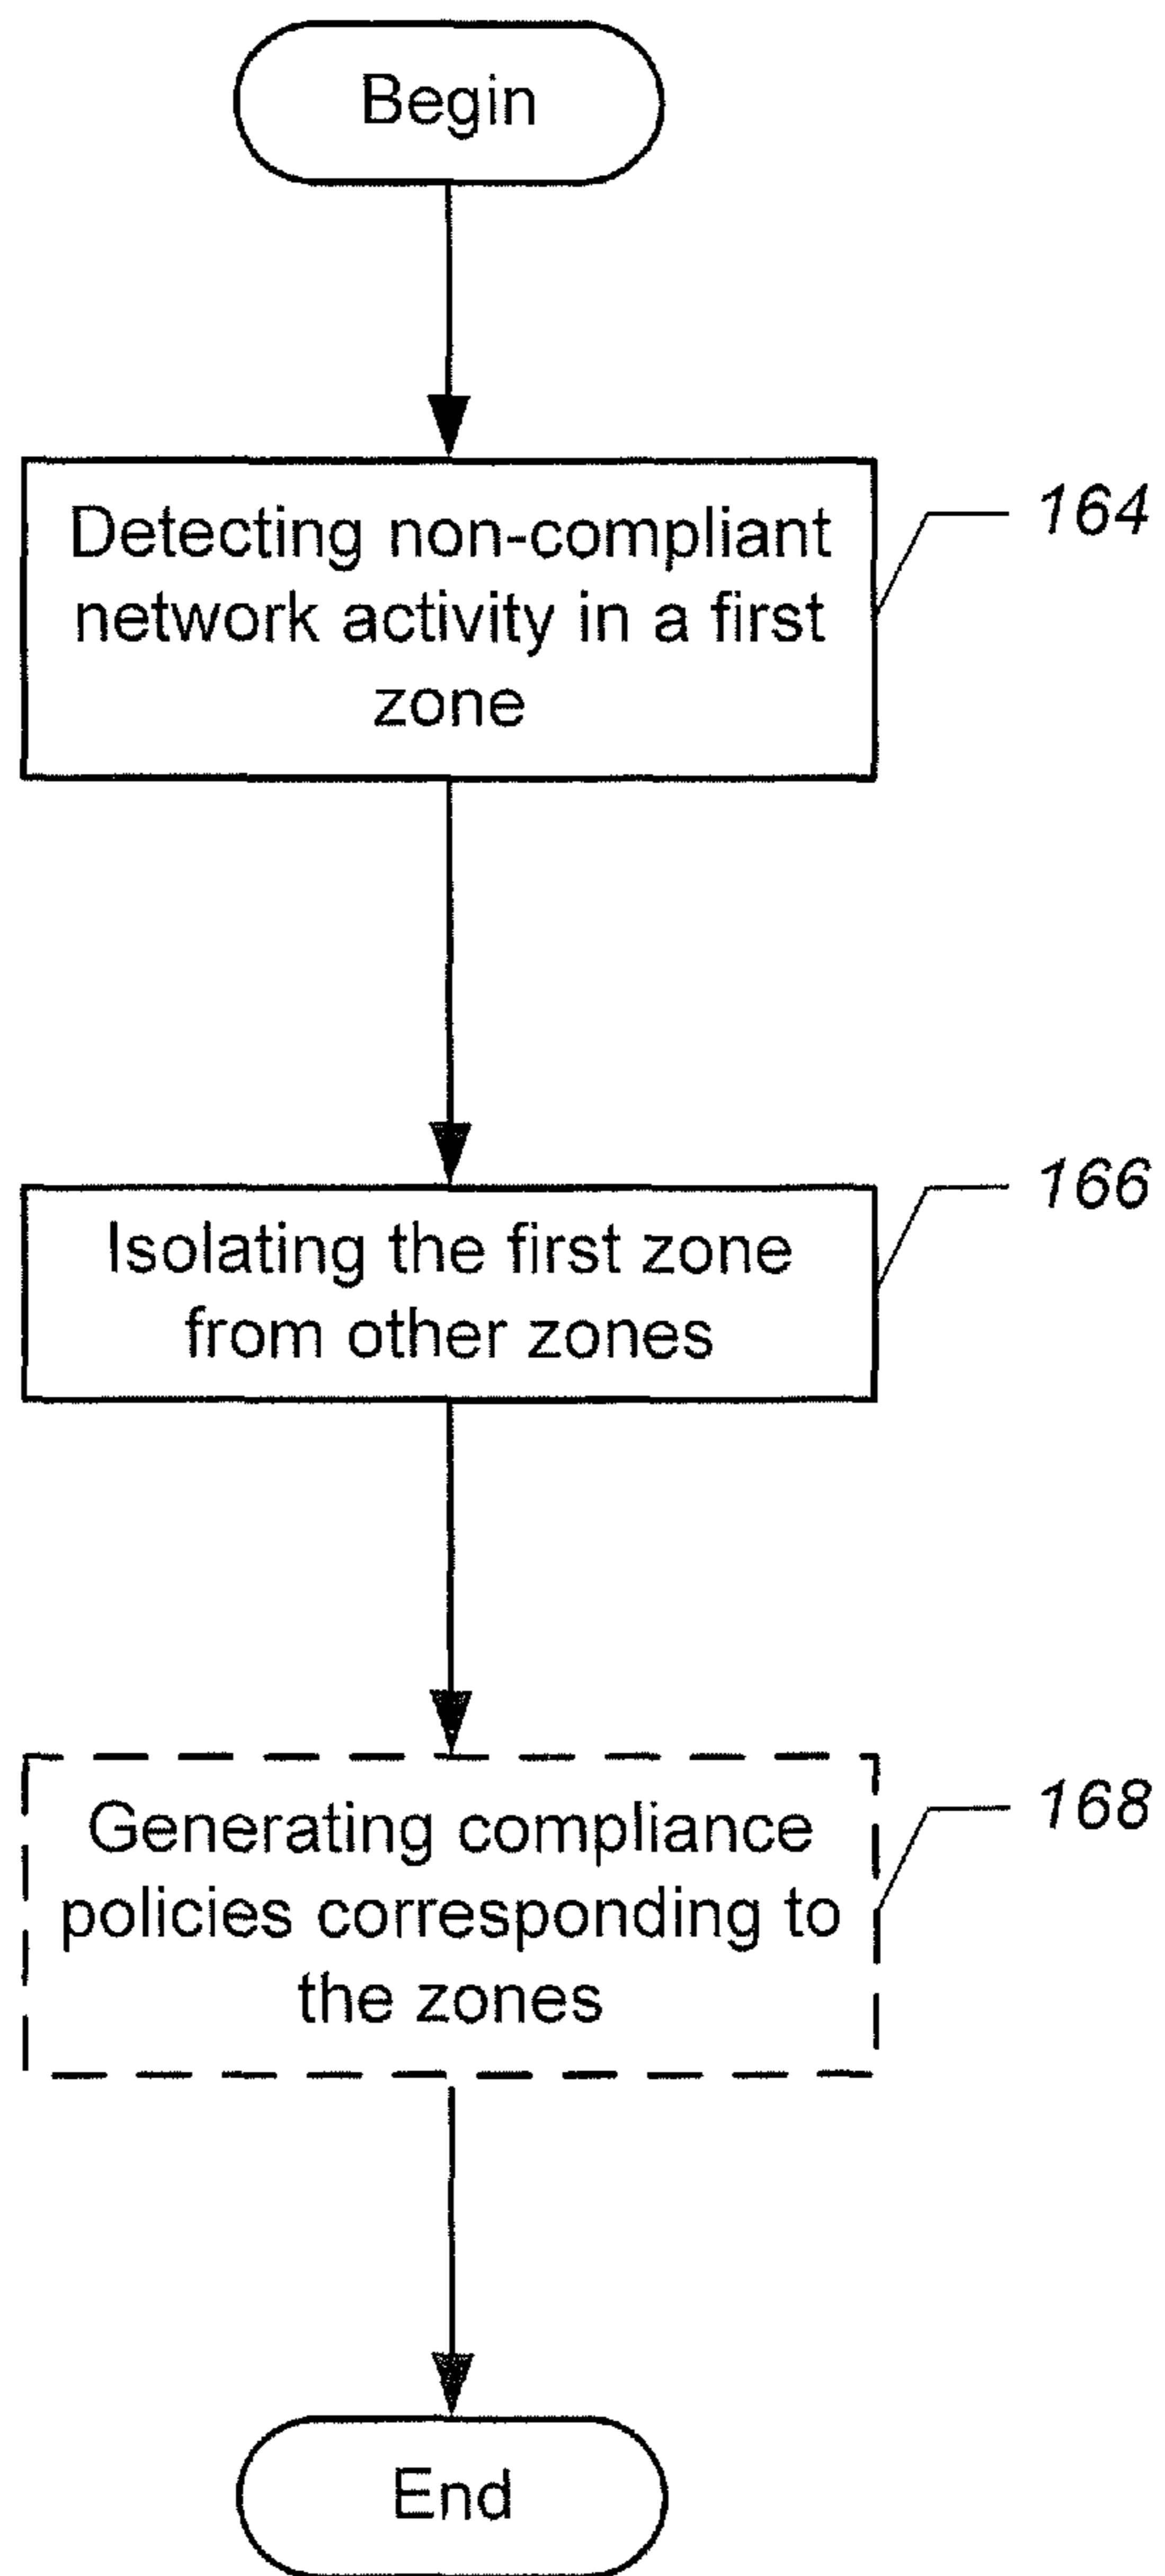 Begin
Detecting non-compliant
network activity in a first
zone
164
Isolating the first zone
from other zones
166
Generating compliance
policies corresponding to
the zones
168
End